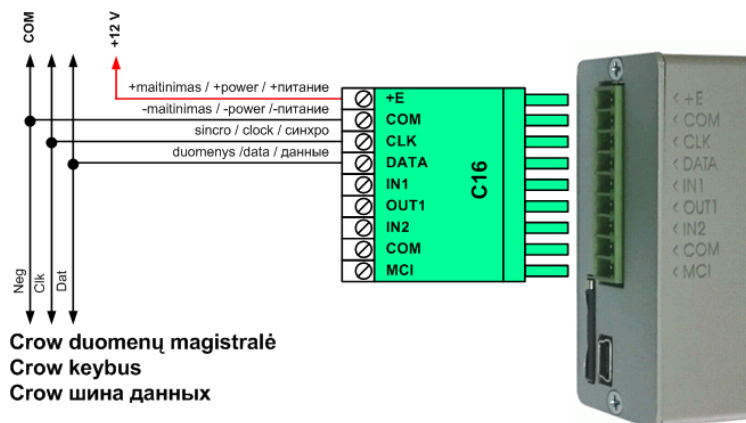 COM
+12 V
+maitinimas / +power / +питание
-maitinimas / -power /-питание
sincro / clock / синхро
duomenys /data / данные
+E
COM
CLK
DATA
IN1
OUT1
IN2
COM
MCI
C16
< +E
< COM
< CLK
< DATA
< IN1
< OUT1
< IN2
< COM
< MCI
Neg
Clk
Dat
Crow duomenų magistralė
Crow keybus
Crow шина данных